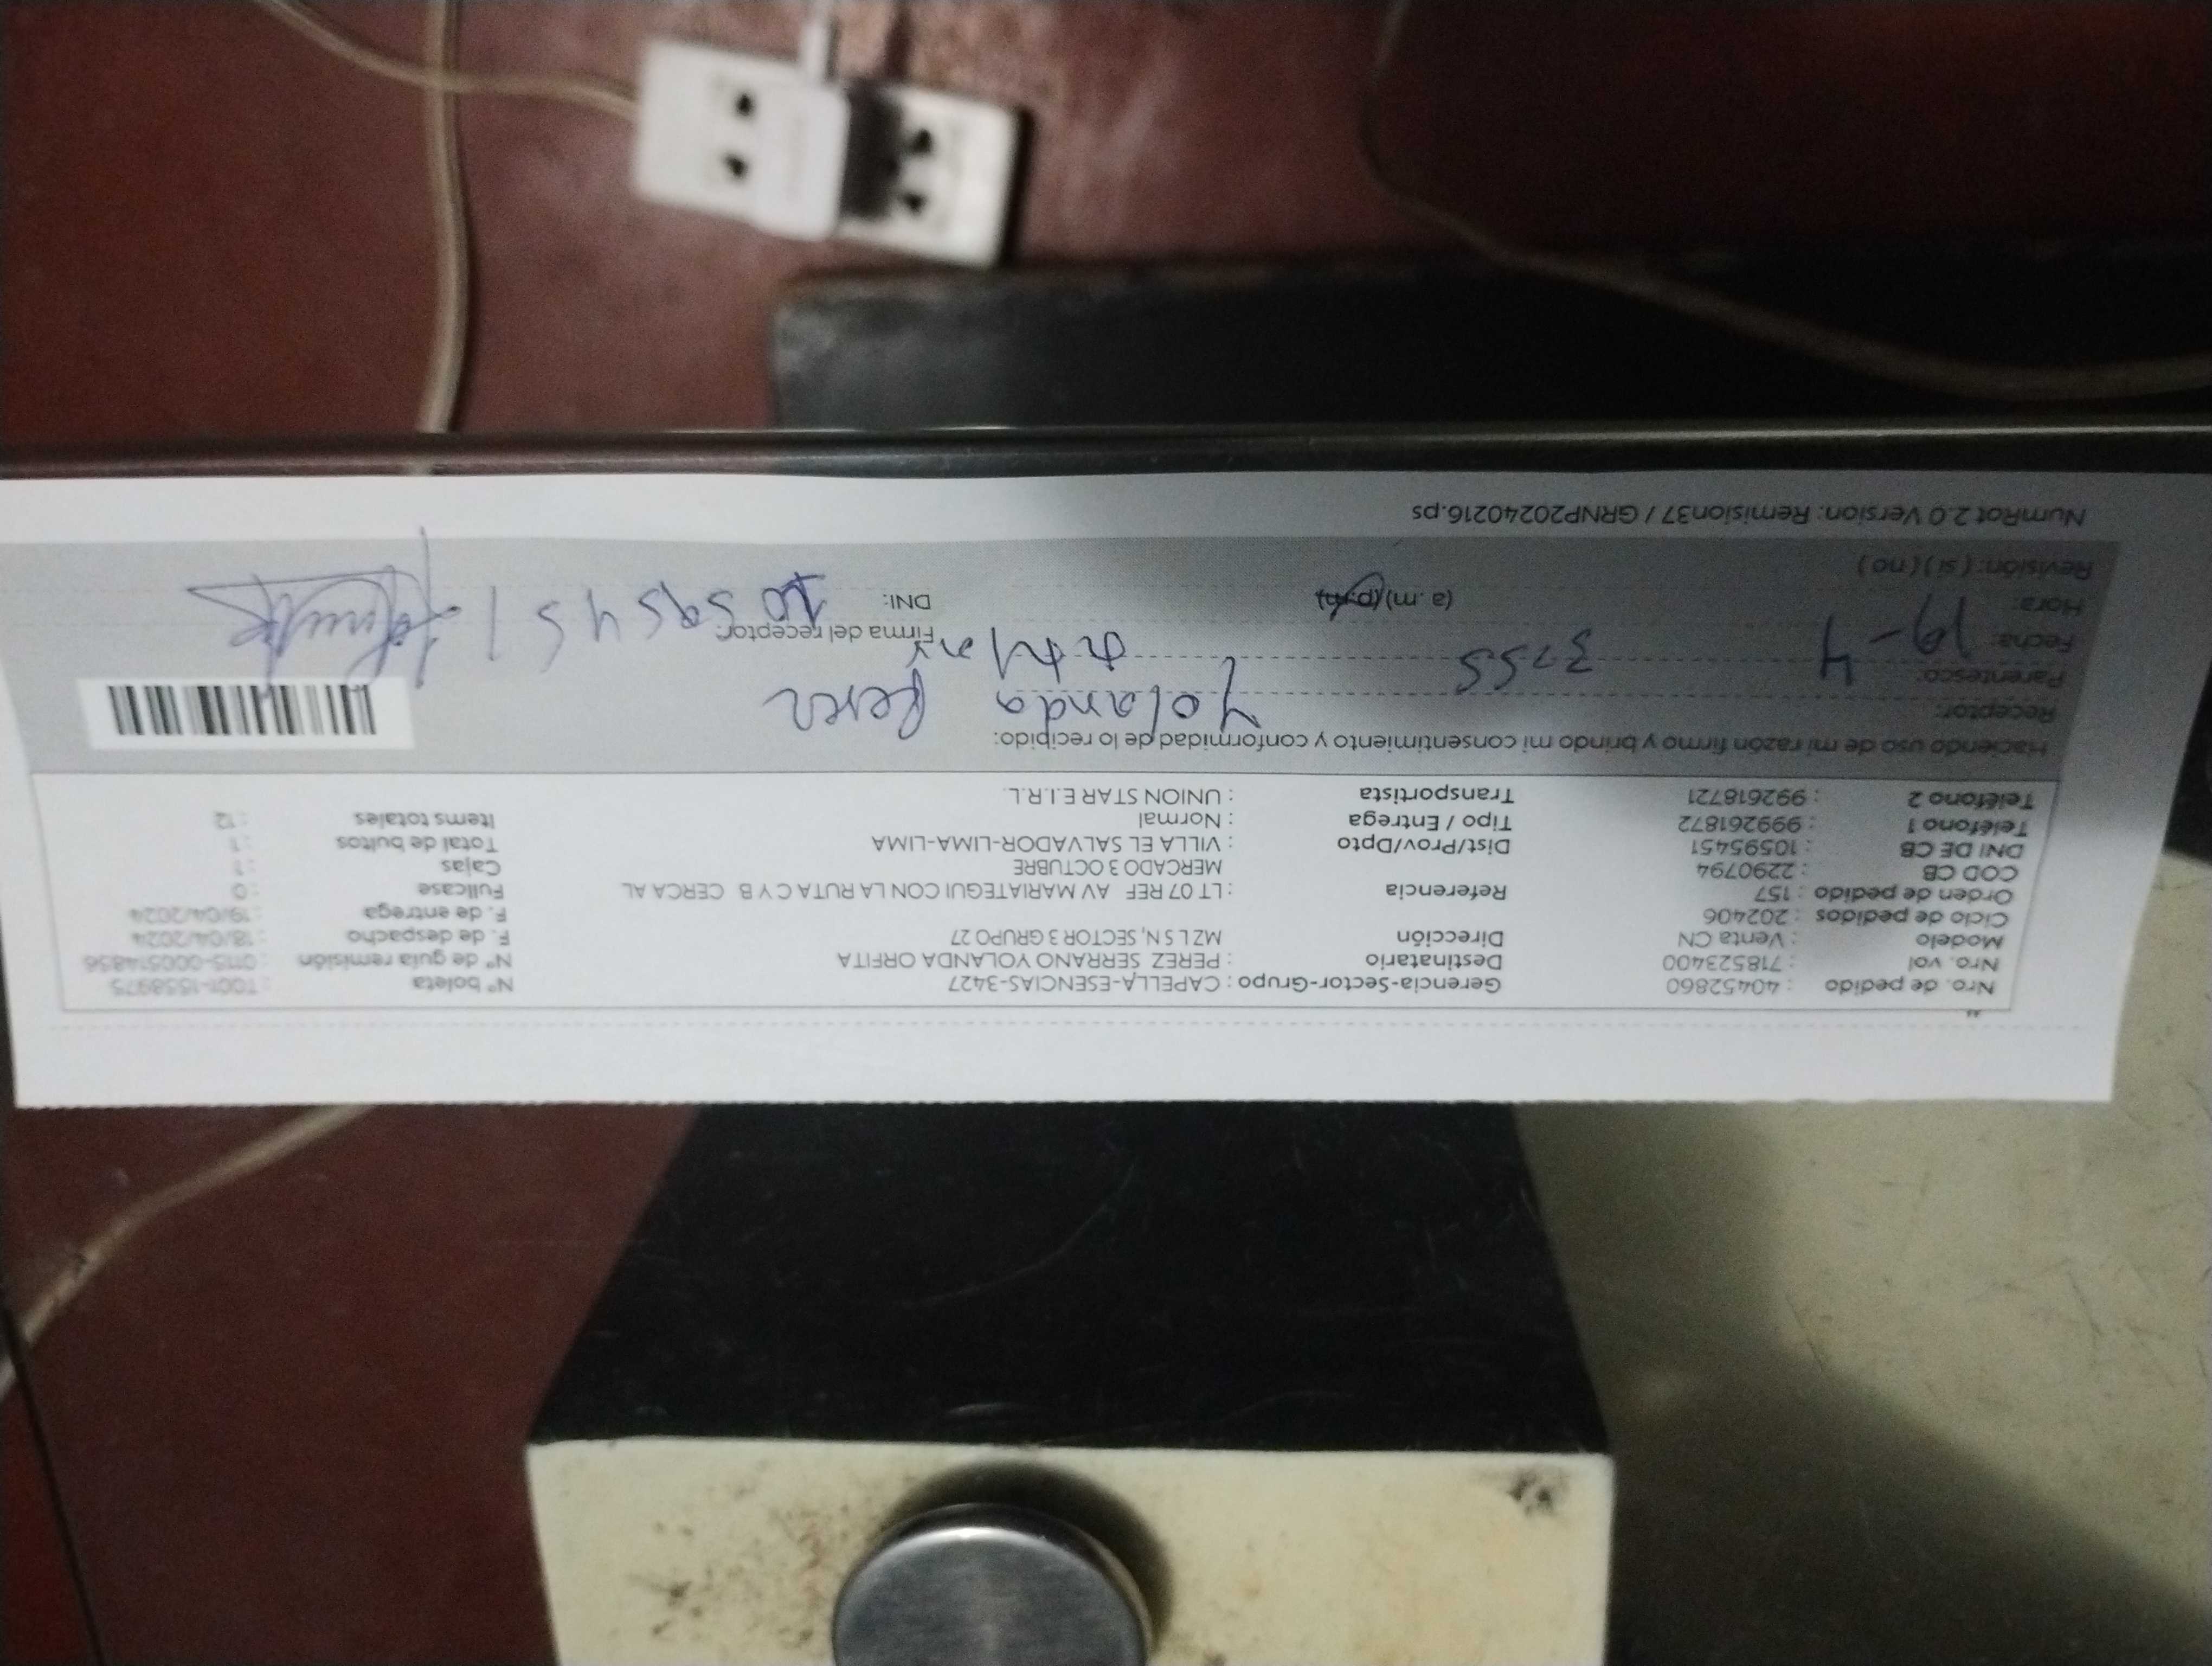 Nro. de pedido : 40452860 Gerencia-Sector-Grupo : CAPELLA-ESENCIAS-3427 Nº boleta : T001-1558975
Nro. vol : 718523400 Destinatario : PEREZ SERRANO YOLANDA ORFITA Nº de guía remisión : 0115-000514856
Modelo : Venta CN Dirección MZ L S N, SECTOR 3 GRUPO 27 F. de despacho : 18/04/2024
Ciclo de pedidos : 202406 F. de entrega : 19/04/2024
Orden de pedido : 157 Referencia : LT 07 REF AV MARIATEGUI CON LA RUTA C Y B CERCA AL Fullcase : 0
COD CB : 2290794 MERCADO 3 OCTUBRE Cajas : 1
DNI DE CB : 10595451 Dist/Prov/Dpto : VILLA EL SALVADOR-LIMA-LIMA Total de bultos : 1
Teléfono 1 : 999261872 Tipo / Entrega : Normal Items totales : 12
Teléfono 2 : 992618721 Transportista : UNION STAR E.I.R.L.
Haciendo uso de mi razón firmo y brindo mi consentimiento y conformidad de lo recibido:
Receptor: Yolanda Perez
Parentesco:
Fecha: 19-4 3255 Firma del receptor:
Hora: (a.m)(p.m) DNI: 10595451
Revisión: ( si ) ( no )
NumRot 2.0 Version: Remision37 / GRNP20240216.ps